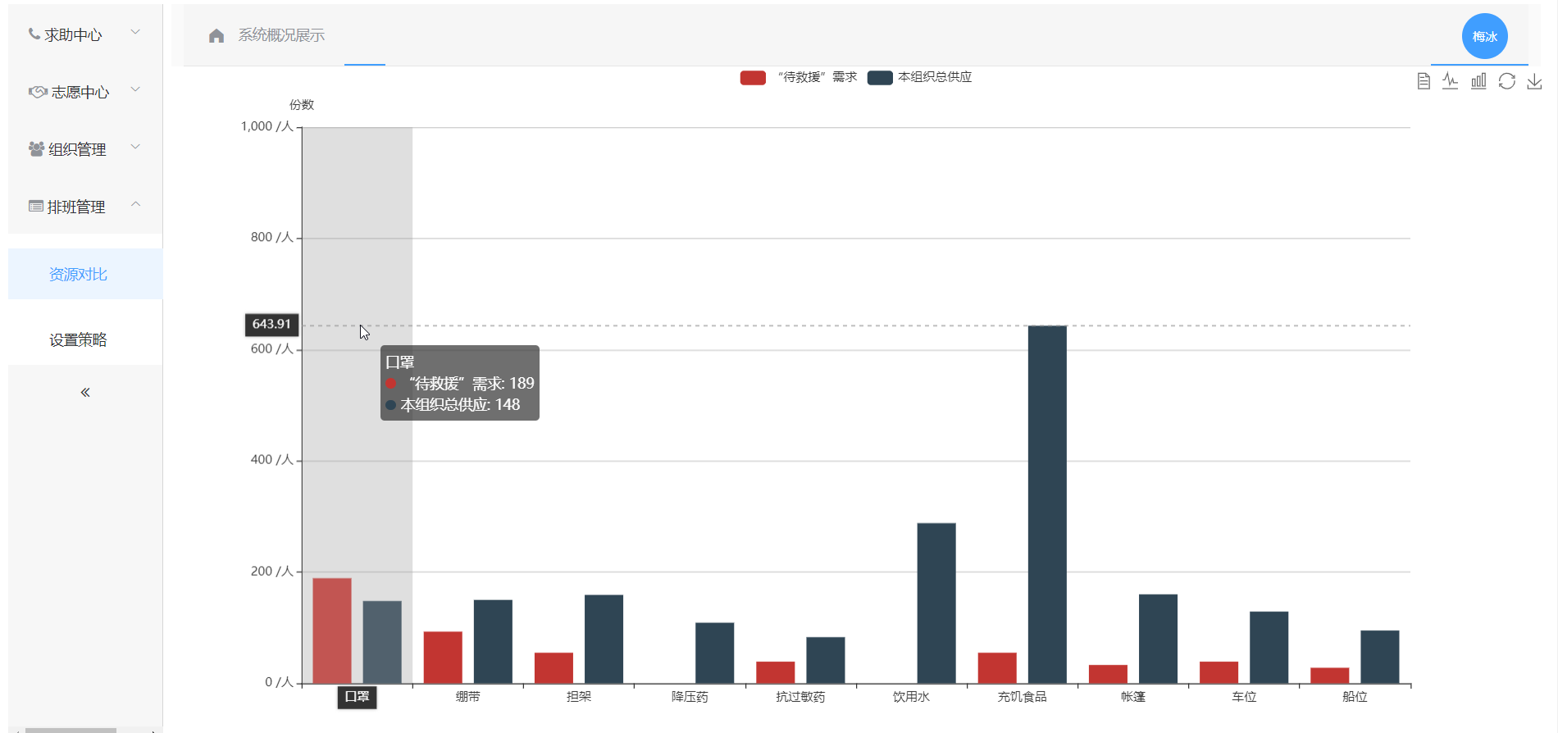 求助中心
志愿中心
组织管理
排班管理
资源对比
设置策略
系统概况展示
梅冰
“待救援”需求 本组织总供应
份数
1,000 /人
800 /人
643.91
600 /人
口罩
“待救援”需求: 189
本组织总供应: 148
400 /人
200 /人
0 /人
口罩 绷带 担架 降压药 抗过敏药 饮用水 充饥食品 帐篷 车位 船位